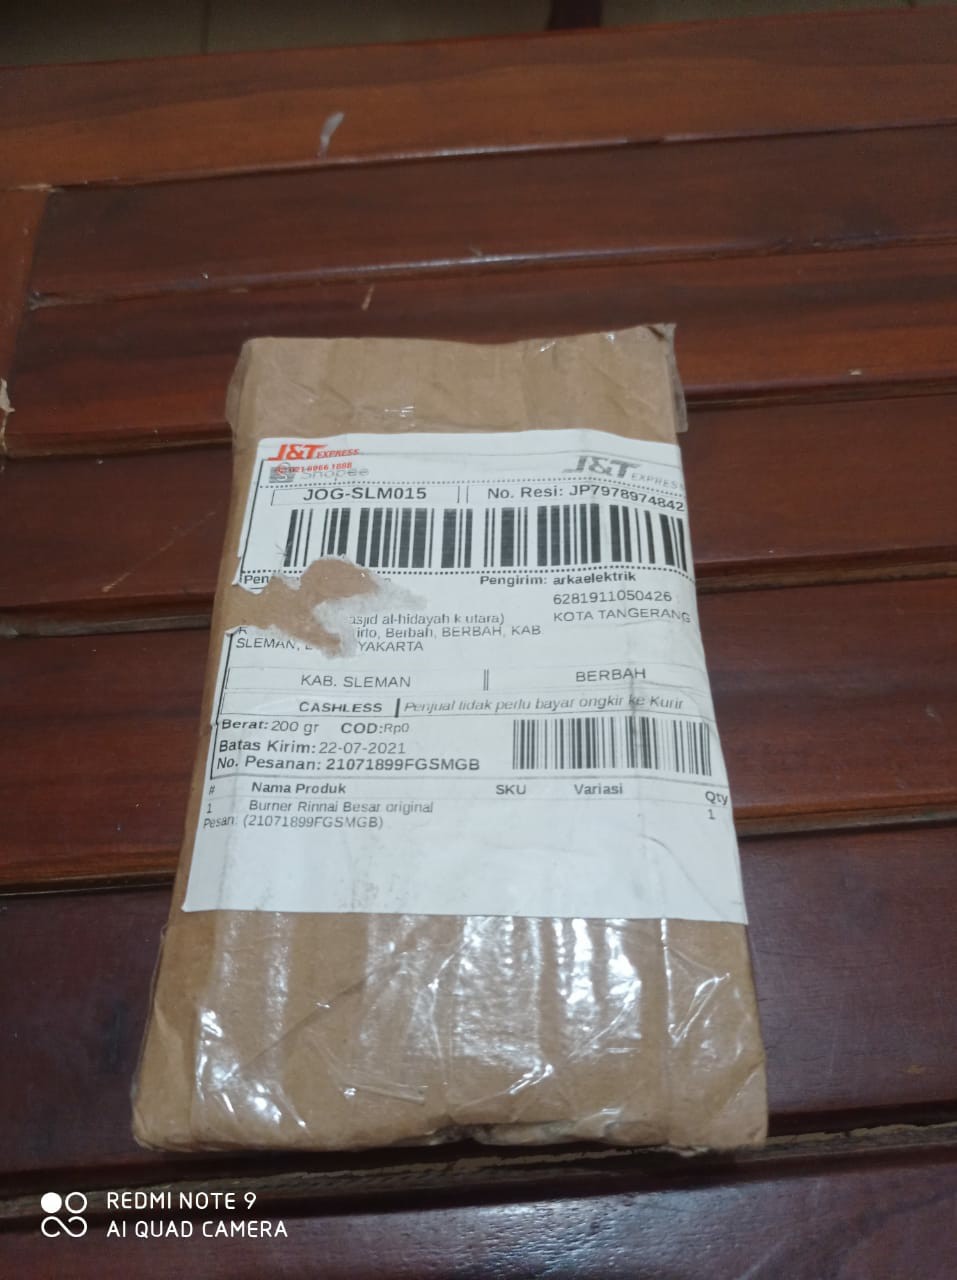 J&T EXPRESS
021-8066 1888
Shopee
J&T EXPRESS
JOG-SLM015
No. Resi: JP7978974842
Pengirim: arkaelektrik
6281911050426
KOTA TANGERANG
al-hidayah k utara)
Berbah, BERBAH, KAB.
SLEMAN,
KAB. SLEMAN
BERBAH
CASHLESS
Penjual tidak perlu bayar ongkir ke Kurir
Berat: 200 gr COD:Rp0
Batas Kirim: 22-07-2021
No. Pesanan: 21071899FGSMGB
# Nama Produk SKU Variasi Qty
1 Burner Rinnai Besar original 1
Pesan: (21071899FGSMGB)
REDMI NOTE 9
AI QUAD CAMERA